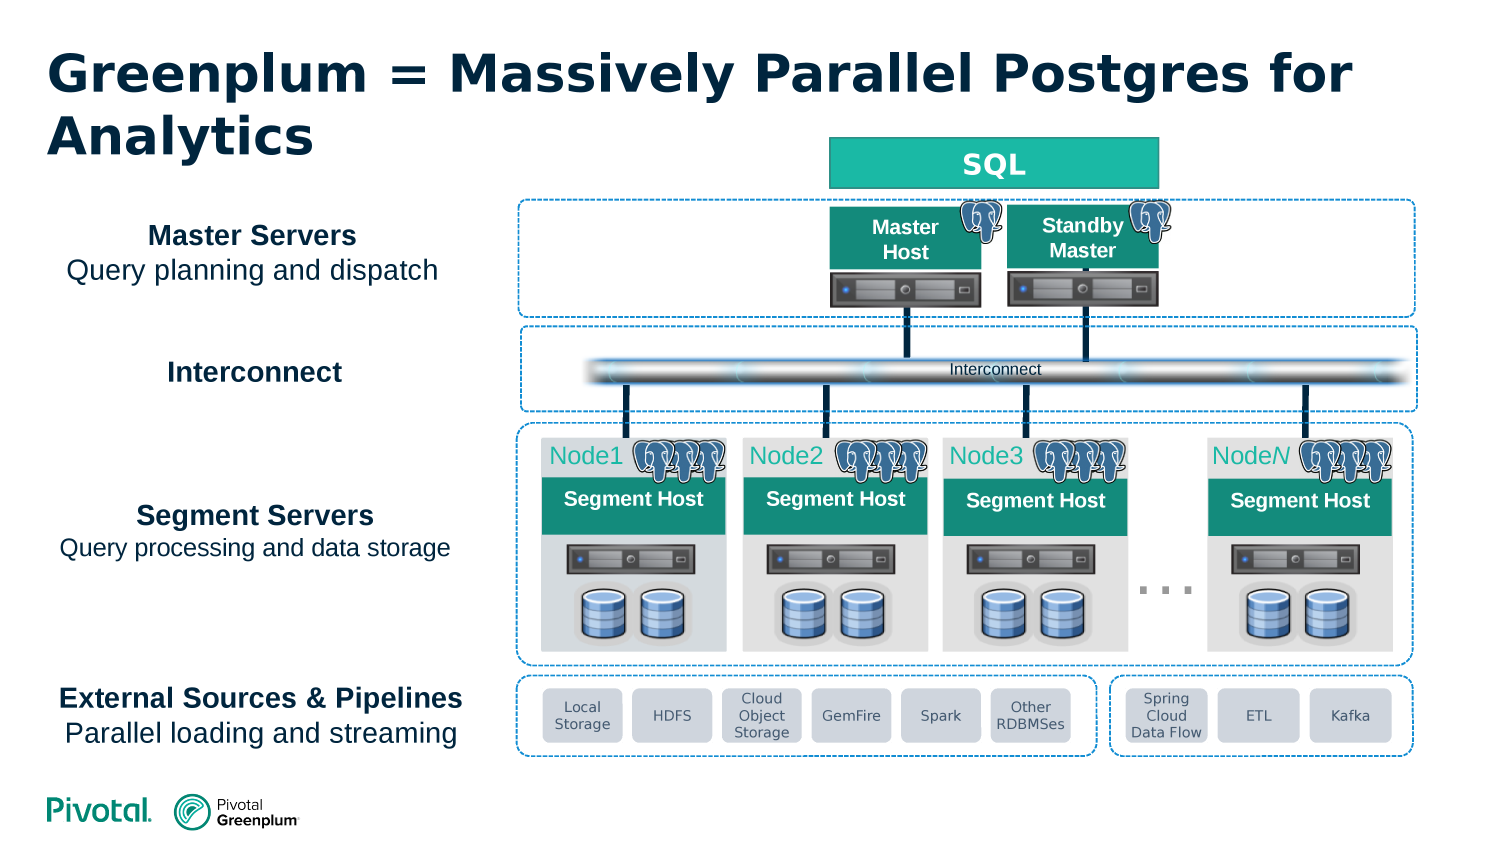 Greenplum = Massively Parallel Postgres for
Analytics
SQL
Master Servers
Query planning and dispatch
Master
Host
Standby
Master
Interconnect
Interconnect
Segment Servers
Query processing and data storage
Node1
Segment Host
Node2
Segment Host
Node3
Segment Host
...
NodeN
Segment Host
External Sources & Pipelines
Parallel loading and streaming
Local
Storage
HDFS
Cloud
Object
Storage
GemFire
Spark
Other
RDBMSes
Spring
Cloud
Data Flow
ETL
Kafka
Pivotal.
Pivotal
Greenplum